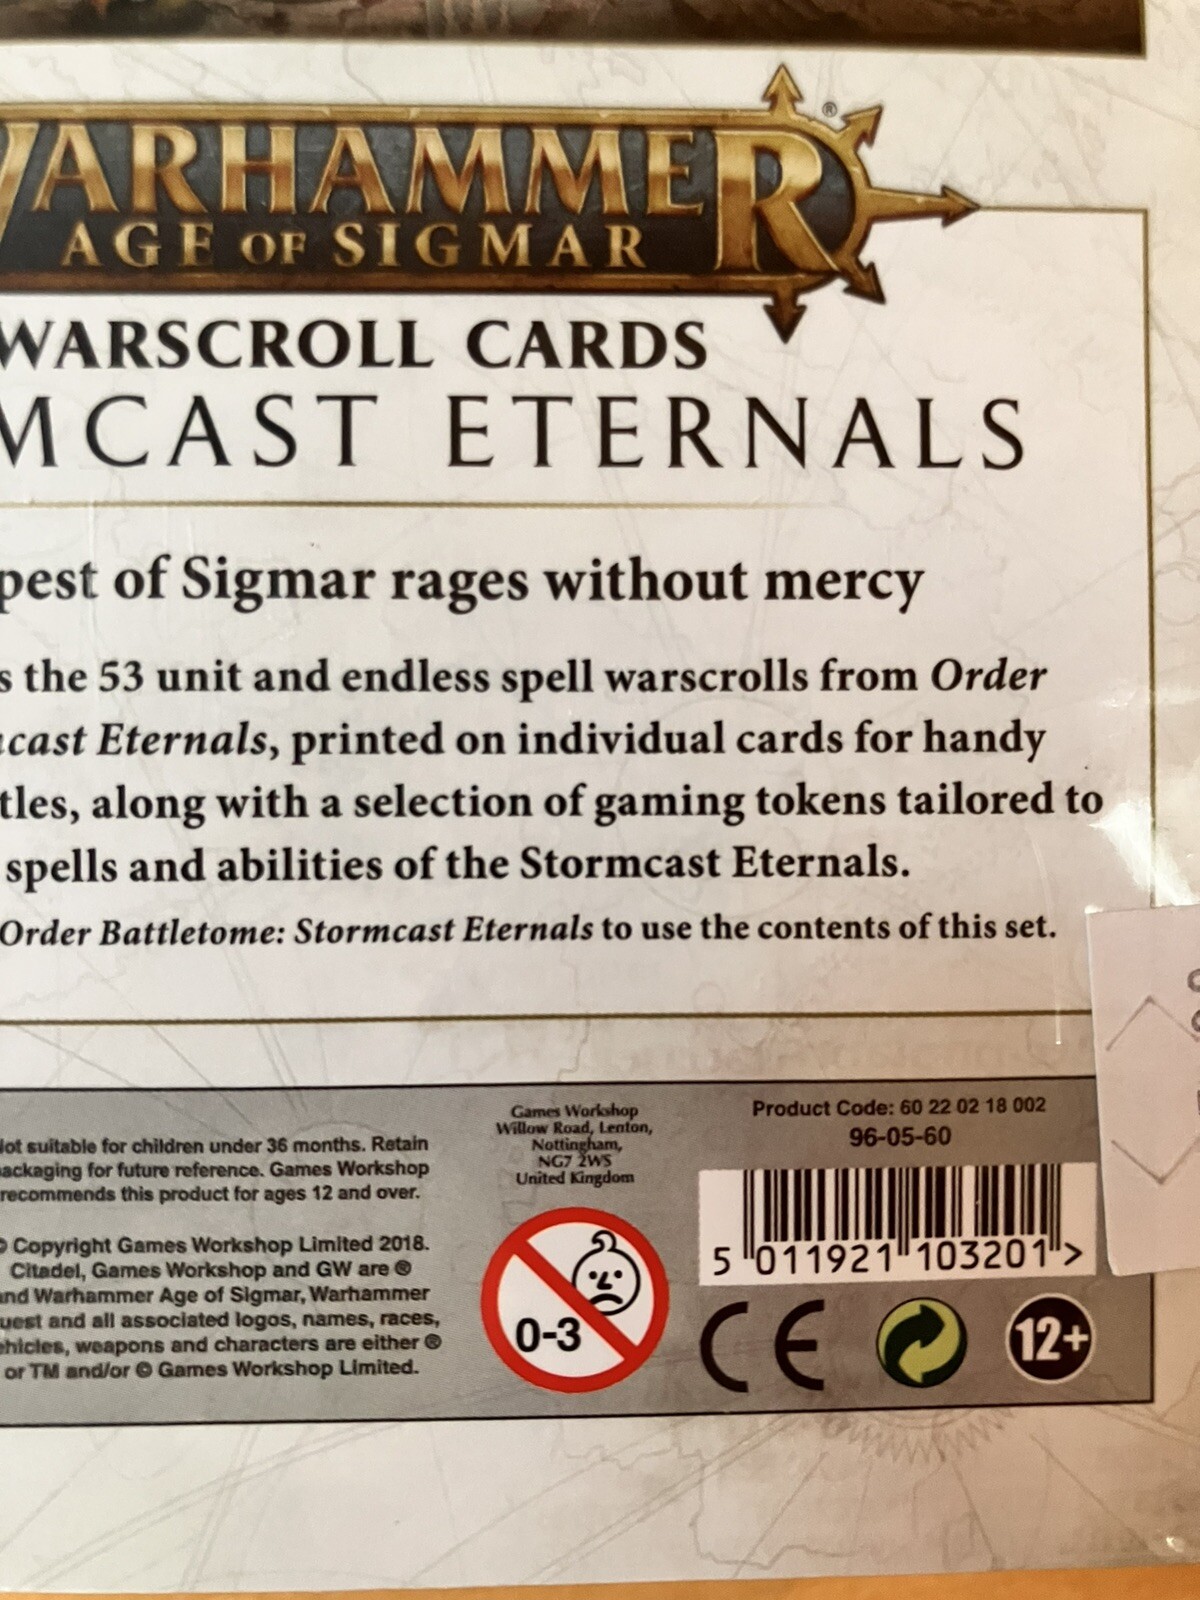 WARHAMMER ®
AGE OF SIGMAR
WARSCROLL CARDS
MCAST ETERNALS
pest of Sigmar rages without mercy
s the 53 unit and endless spell warscrolls from Order
cast Eternals, printed on individual cards for handy
tles, along with a selection of gaming tokens tailored to
spells and abilities of the Stormcast Eternals.
Order Battletome: Stormcast Eternals to use the contents of this set.
Not suitable for children under 36 months. Retain
packaging for future reference. Games Workshop
recommends this product for ages 12 and over.
© Copyright Games Workshop Limited 2018.
Citadel, Games Workshop and GW are ®
and Warhammer Age of Sigmar, Warhammer
uest and all associated logos, names, races,
ehicles, weapons and characters are either ®
or TM and/or © Games Workshop Limited.
Games Workshop
Willow Road, Lenton,
Nottingham,
NG7 2WS
United Kingdom
0-3
Product Code: 60 22 02 18 002
96-05-60
5 011921 103201 >
CE
12+